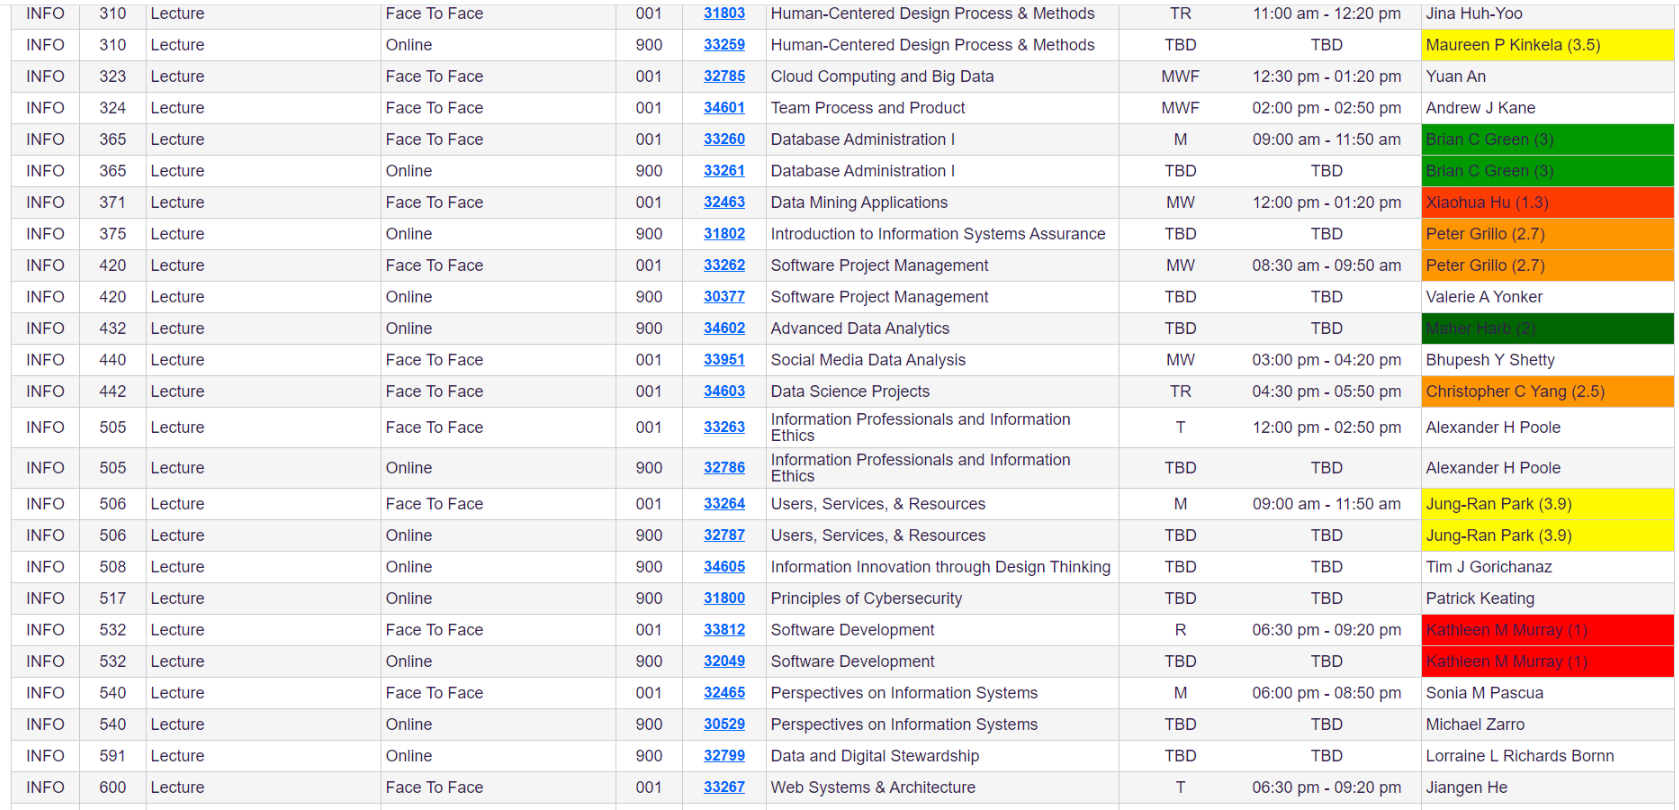 INFO 310 Lecture Face To Face 001 31803 Human-Centered Design Process & Methods TR 11:00 am - 12:20 pm Jina Huh-Yoo
INFO 310 Lecture Online 900 33259 Human-Centered Design Process & Methods TBD TBD Maureen P Kinkela (3.5)
INFO 323 Lecture Face To Face 001 32785 Cloud Computing and Big Data MWF 12:30 pm - 01:20 pm Yuan An
INFO 324 Lecture Face To Face 001 34601 Team Process and Product MWF 02:00 pm - 02:50 pm Andrew J Kane
INFO 365 Lecture Face To Face 001 33260 Database Administration I M 09:00 am - 11:50 am Brian C Green (3)
INFO 365 Lecture Online 900 33261 Database Administration I TBD TBD Brian C Green (3)
INFO 371 Lecture Face To Face 001 32463 Data Mining Applications MW 12:00 pm - 01:20 pm Xiaohua Hu (1.3)
INFO 375 Lecture Online 900 31802 Introduction to Information Systems Assurance TBD TBD Peter Grillo (2.7)
INFO 420 Lecture Face To Face 001 33262 Software Project Management MW 08:30 am - 09:50 am Peter Grillo (2.7)
INFO 420 Lecture Online 900 30377 Software Project Management TBD TBD Valerie A Yonker
INFO 432 Lecture Online 900 34602 Advanced Data Analytics TBD TBD Maher Harb (2)
INFO 440 Lecture Face To Face 001 33951 Social Media Data Analysis MW 03:00 pm - 04:20 pm Bhupesh Y Shetty
INFO 442 Lecture Face To Face 001 34603 Data Science Projects TR 04:30 pm - 05:50 pm Christopher C Yang (2.5)
INFO 505 Lecture Face To Face 001 33263 Information Professionals and Information
Ethics T 12:00 pm - 02:50 pm Alexander H Poole
INFO 505 Lecture Online 900 32786 Information Professionals and Information
Ethics TBD TBD Alexander H Poole
INFO 506 Lecture Face To Face 001 33264 Users, Services, & Resources M 09:00 am - 11:50 am Jung-Ran Park (3.9)
INFO 506 Lecture Online 900 32787 Users, Services, & Resources TBD TBD Jung-Ran Park (3.9)
INFO 508 Lecture Online 900 34605 Information Innovation through Design Thinking TBD TBD Tim J Gorichanaz
INFO 517 Lecture Online 900 31800 Principles of Cybersecurity TBD TBD Patrick Keating
INFO 532 Lecture Face To Face 001 33812 Software Development R 06:30 pm - 09:20 pm Kathleen M Murray (1)
INFO 532 Lecture Online 900 32049 Software Development TBD TBD Kathleen M Murray (1)
INFO 540 Lecture Face To Face 001 32465 Perspectives on Information Systems M 06:00 pm - 08:50 pm Sonia M Pascua
INFO 540 Lecture Online 900 30529 Perspectives on Information Systems TBD TBD Michael Zarro
INFO 591 Lecture Online 900 32799 Data and Digital Stewardship TBD TBD Lorraine L Richards Bornn
INFO 600 Lecture Face To Face 001 33267 Web Systems & Architecture T 06:30 pm - 09:20 pm Jiangen He